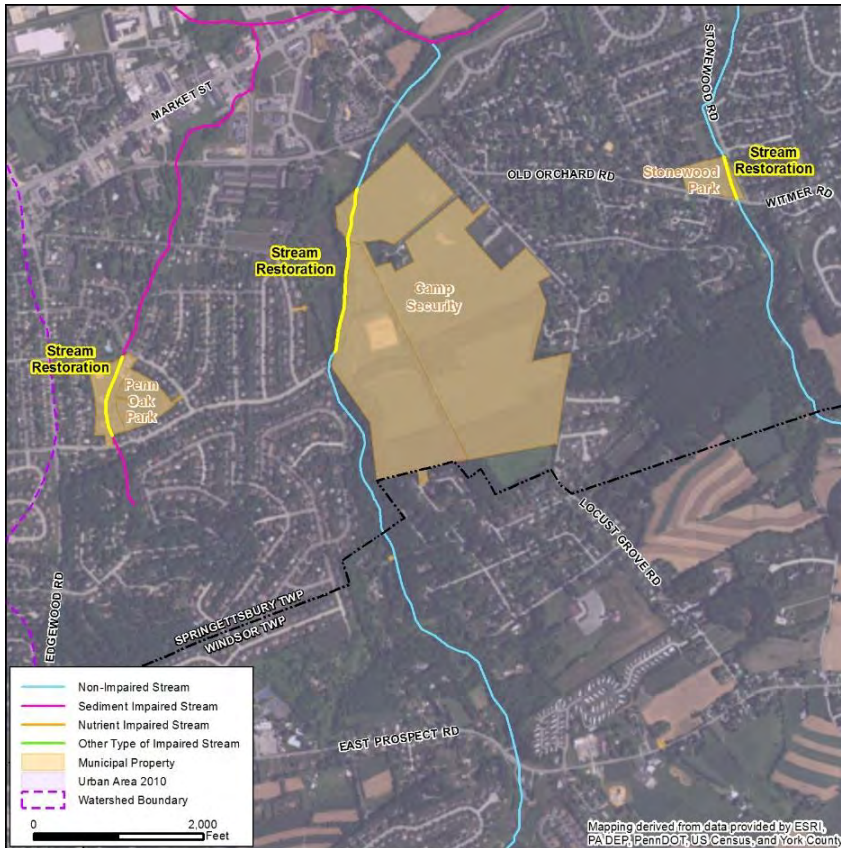 STONEWOOD RD
MARKET ST
Stream
Restoration
OLD ORCHARD RD
Stonewood
Park
WITMER RD
Stream
Restoration
Camp
Security
Stream
Restoration
Penn
Oak
Park
LOCUST GROVE RD
EDGEWOOD RD
SPRINGETTSBURY TWP
WINDSOR TWP
EAST PROSPECT RD
Non-Impaired Stream
Sediment Impaired Stream
Nutrient Impaired Stream
Other Type of Impaired Stream
Municipal Property
Urban Area 2010
Watershed Boundary
0 2,000
Feet
Mapping derived from data provided by ESRI,
PA DEP, PennDOT, US Census, and York County